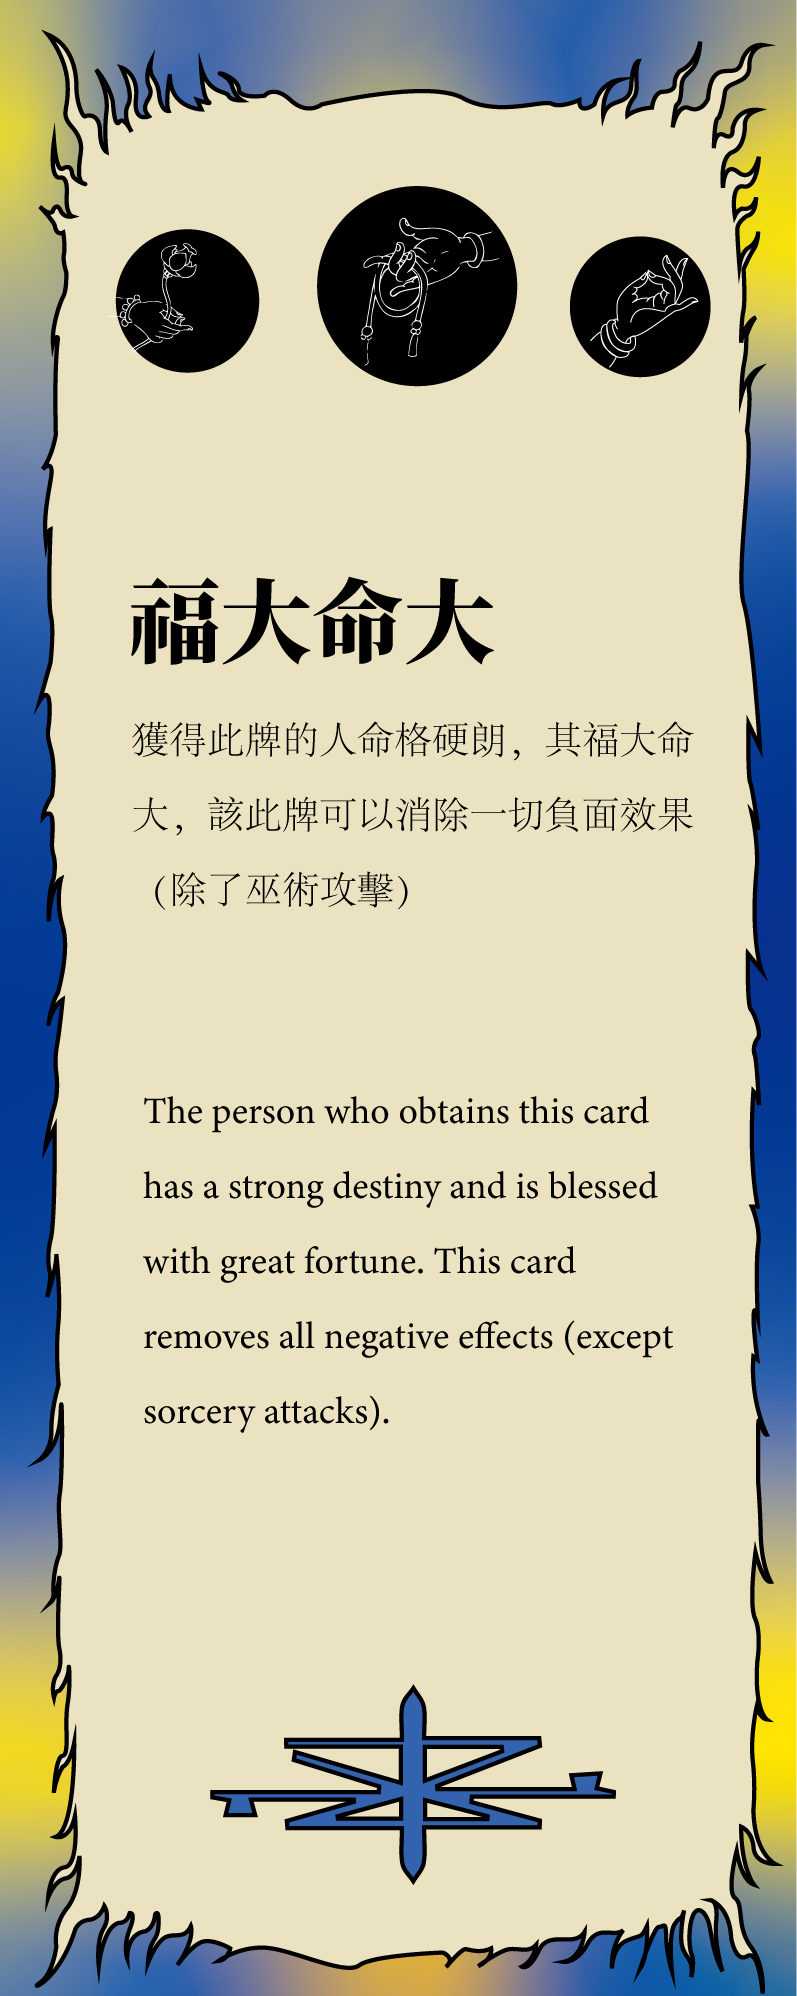 福大命大
獲得此牌的人命格硬朗，其福大命
大，該此牌可以消除一切負面效果
（除了巫術攻擊）
The person who obtains this card
has a strong destiny and is blessed
with great fortune. This card
removes all negative effects (except
sorcery attacks).